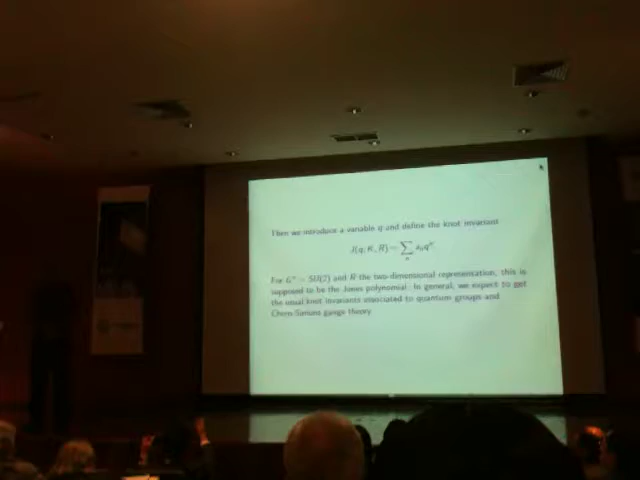 Then we introduce a variable q and define the knot invariant
J(q; K, R) = ∑ₙ aₙqⁿ.
For G^∨ = SU(2) and R the two-dimensional representation, this is
supposed to be the Jones polynomial. In general, we expect to get
the usual knot invariants associated to quantum groups and
Chern-Simons gauge theory.